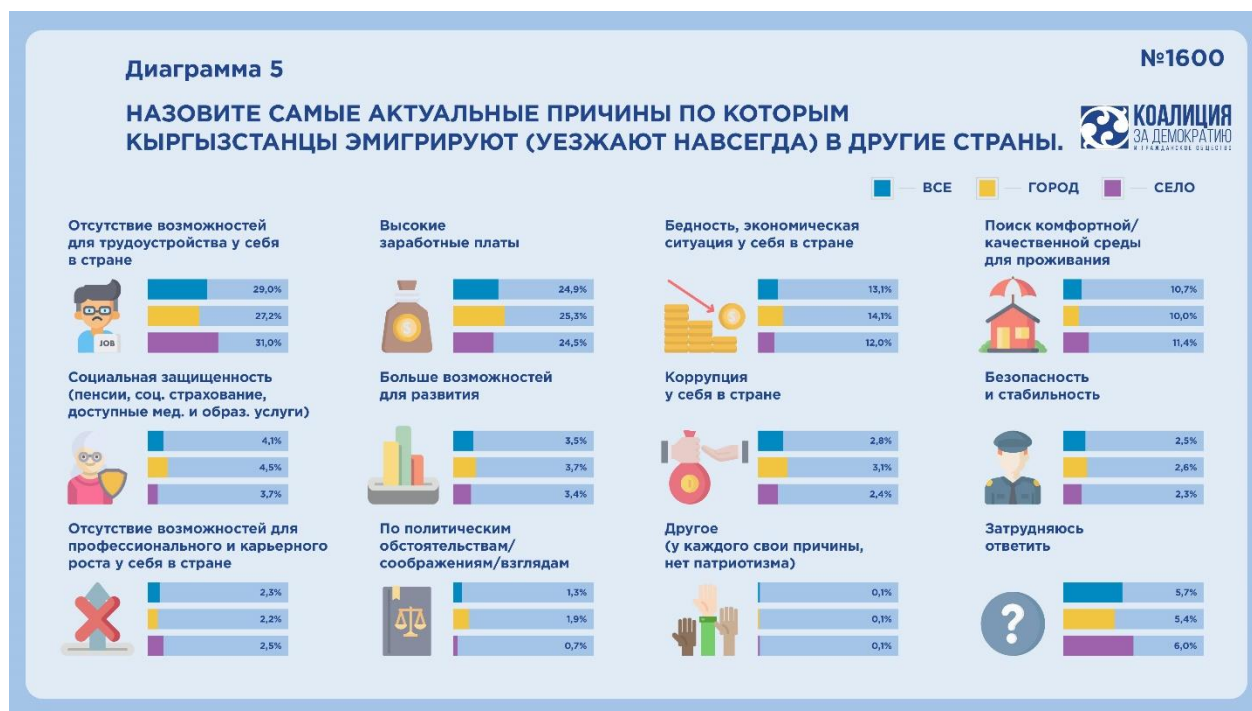 Диаграмма 5
№1600
НАЗОВИТЕ САМЫЕ АКТУАЛЬНЫЕ ПРИЧИНЫ ПО КОТОРЫМ
КЫРГЫЗСТАНЦЫ ЭМИГРИРУЮТ (УЕЗЖАЮТ НАВСЕГДА) В ДРУГИЕ СТРАНЫ.
КОАЛИЦИЯ
ЗА ДЕМОКРАТИЮ
И ГРАЖДАНСКОЕ ОБЩЕСТВО
ВСЕ
ГОРОД
СЕЛО
Отсутствие возможностей
для трудоустройства у себя
в стране
JOB
29,0%
27,2%
31,0%
Высокие
заработные платы
24,9%
25,3%
24,5%
Бедность, экономическая
ситуация у себя в стране
13,1%
14,1%
12,0%
Поиск комфортной/
качественной среды
для проживания
10,7%
10,0%
11,4%
Социальная защищенность
(пенсии, соц. страхование,
доступные мед. и образ. услуги)
4,1%
4,5%
3,7%
Больше возможностей
для развития
3,5%
3,7%
3,4%
Коррупция
у себя в стране
2,8%
3,1%
2,4%
Безопасность
и стабильность
2,5%
2,6%
2,3%
Отсутствие возможностей для
профессионального и карьерного
роста у себя в стране
2,3%
2,2%
2,5%
По политическим
обстоятельствам/
соображениям/взглядам
1,3%
1,9%
0,7%
Другое
(у каждого свои причины,
нет патриотизма)
0,1%
0,1%
0,1%
Затрудняюсь
ответить
?
5,7%
5,4%
6,0%